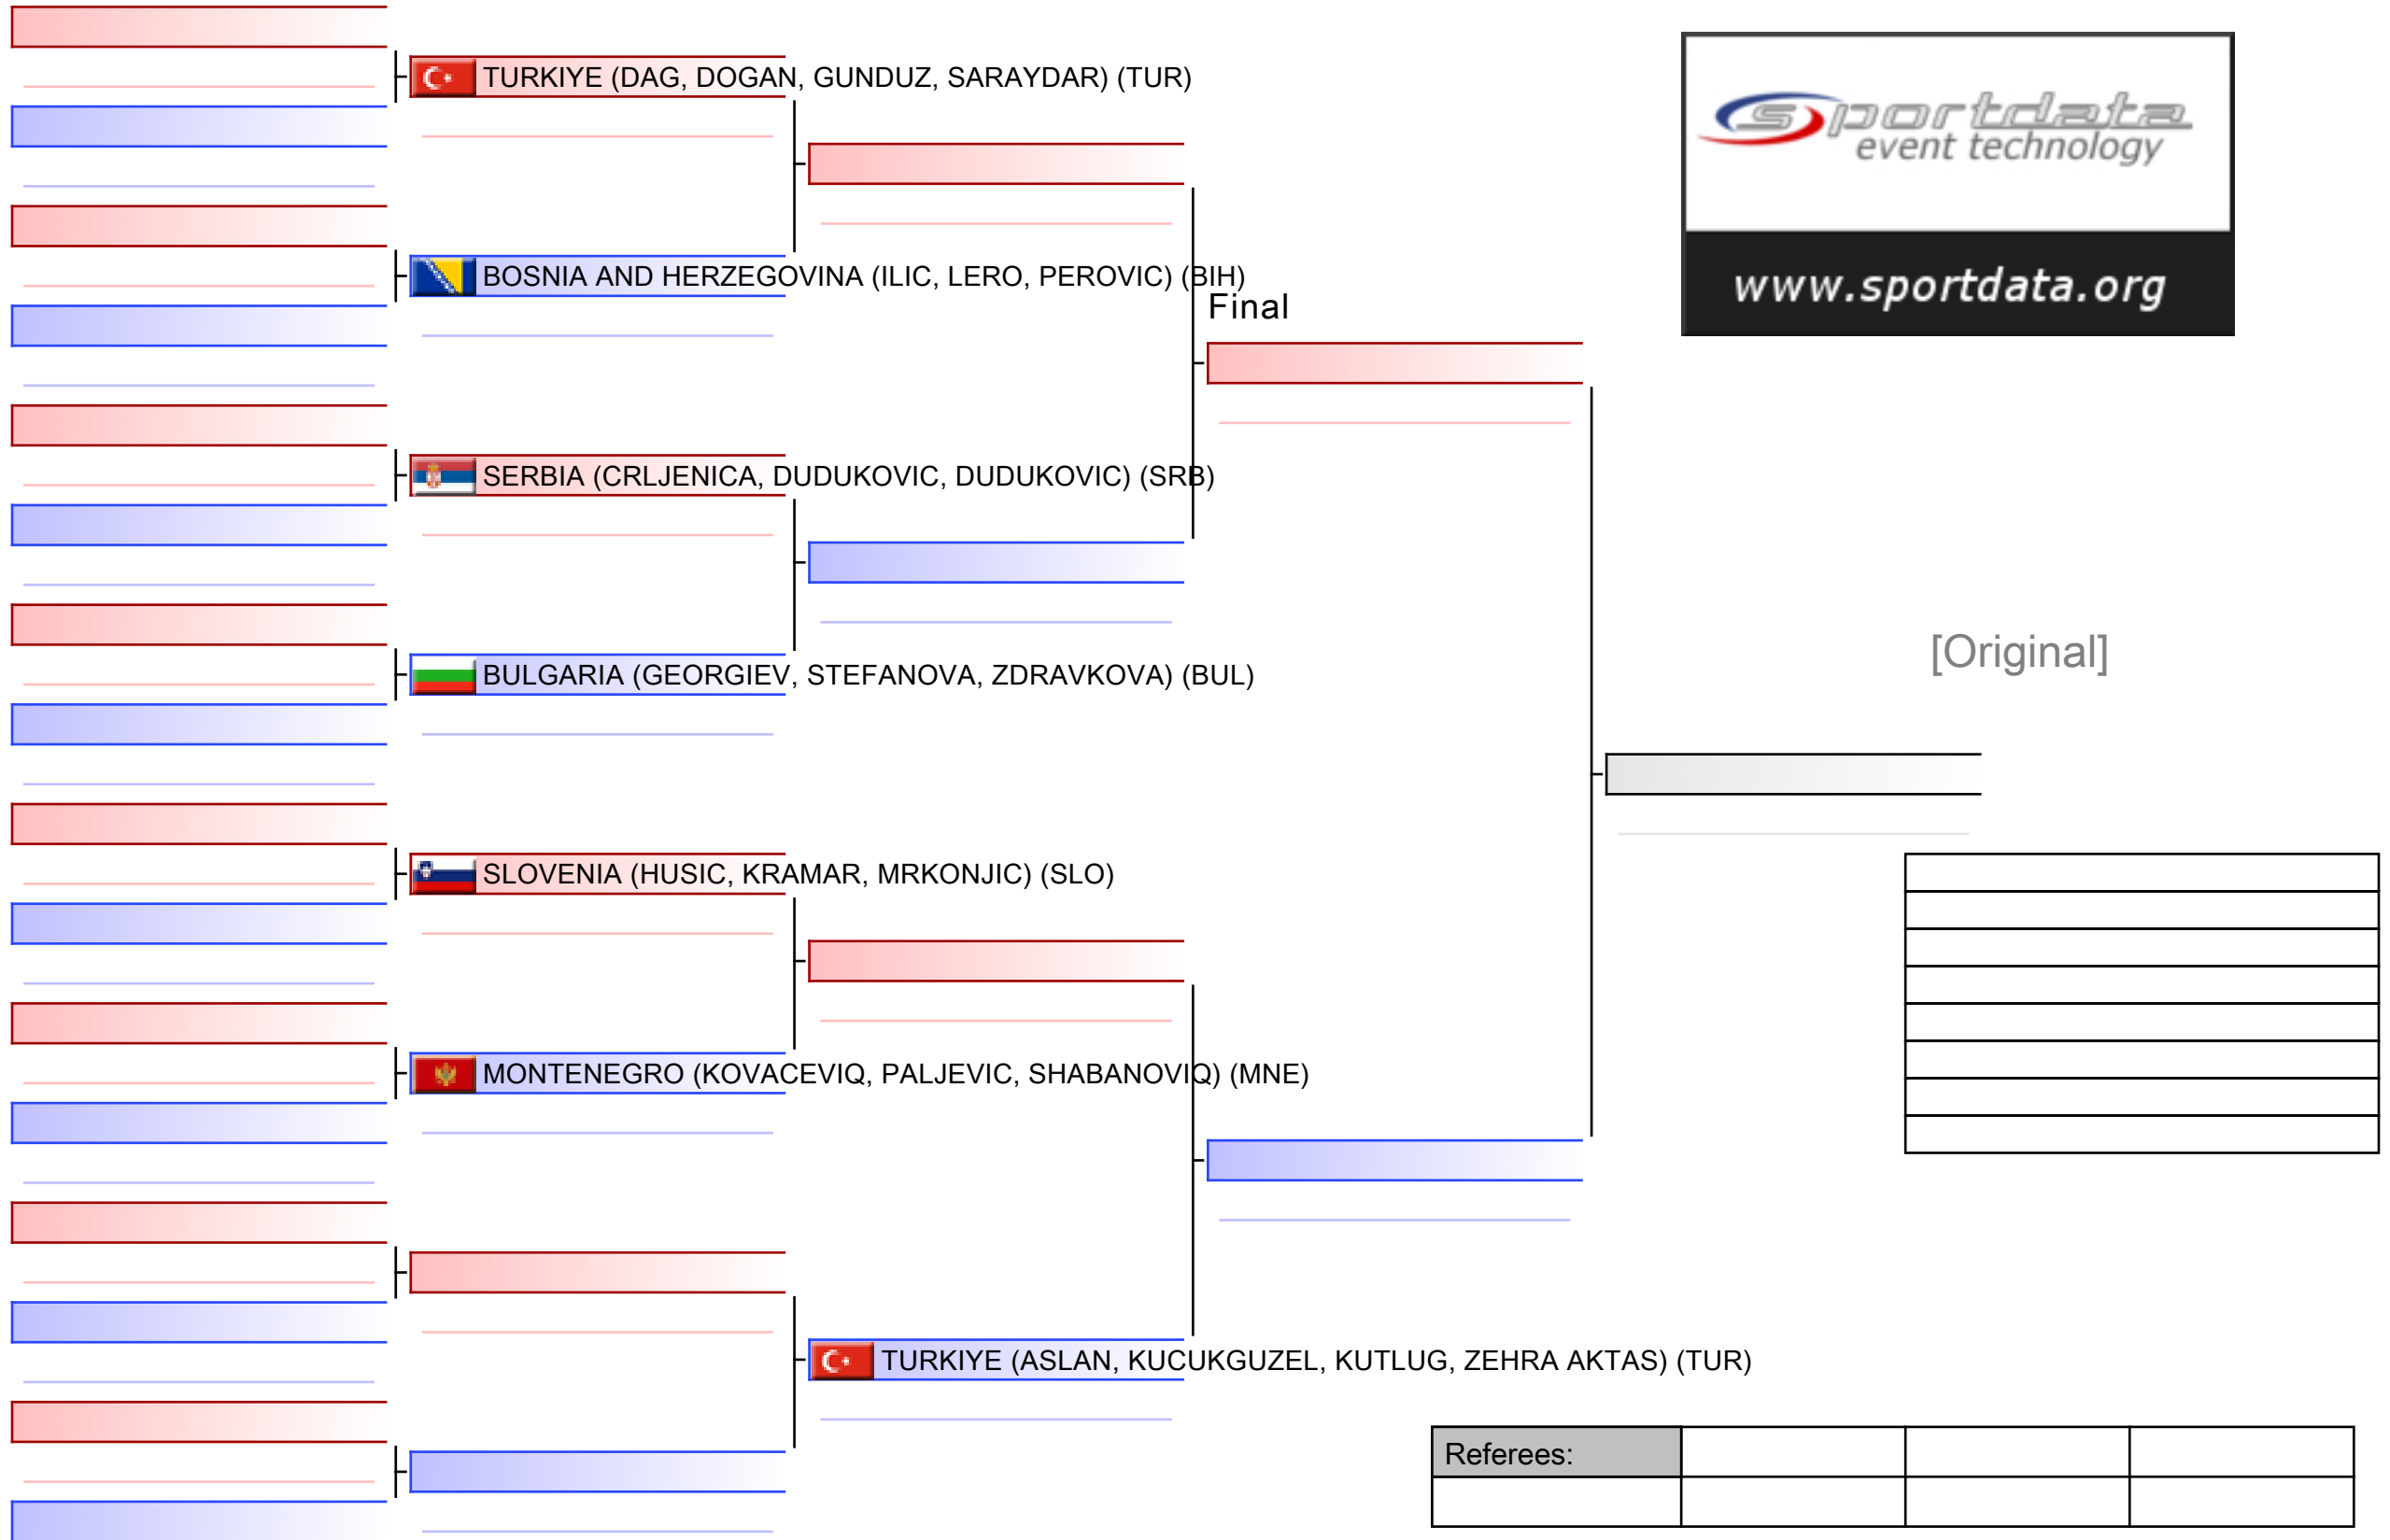 TURKIYE (DAG, DOGAN, GUNDUZ, SARAYDAR) (TUR)
sportdata
event technology
www.sportdata.org
BOSNIA AND HERZEGOVINA (ILIC, LERO, PEROVIC) (BIH)
Final
SERBIA (CRLJENICA, DUDUKOVIC, DUDUKOVIC) (SRB)
[Original]
BULGARIA (GEORGIEV, STEFANOVA, ZDRAVKOVA) (BUL)
SLOVENIA (HUSIC, KRAMAR, MRKONJIC) (SLO)
MONTENEGRO (KOVACEVIQ, PALJEVIC, SHABANOVIQ) (MNE)
TURKIYE (ASLAN, KUCUKGUZEL, KUTLUG, ZEHRA AKTAS) (TUR)
Referees: